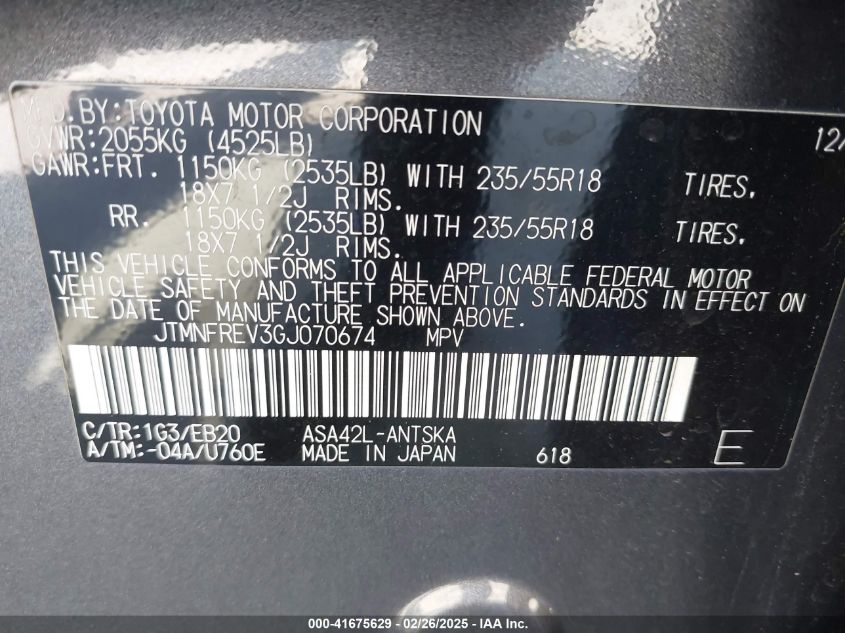 MFD.BY:TOYOTA MOTOR CORPORATION 12/
GVWR:2055KG (4525LB)
GAWR:FRT. 1150KG (2535LB) WITH 235/55R18 TIRES.
18X7 1/2J RIMS.
RR. 1150KG (2535LB) WITH 235/55R18 TIRES.
18X7 1/2J RIMS.
THIS VEHICLE CONFORMS TO ALL APPLICABLE FEDERAL MOTOR
VEHICLE SAFETY AND THEFT PREVENTION STANDARDS IN EFFECT ON
THE DATE OF MANUFACTURE SHOWN ABOVE.
JTMNFREV3GJ070674 MPV
C/TR:1G3/EB20 ASA42L-ANTSKA
A/TM:-04A/U760E MADE IN JAPAN 618 E
000-41675629 - 02/26/2025 - IAA Inc.